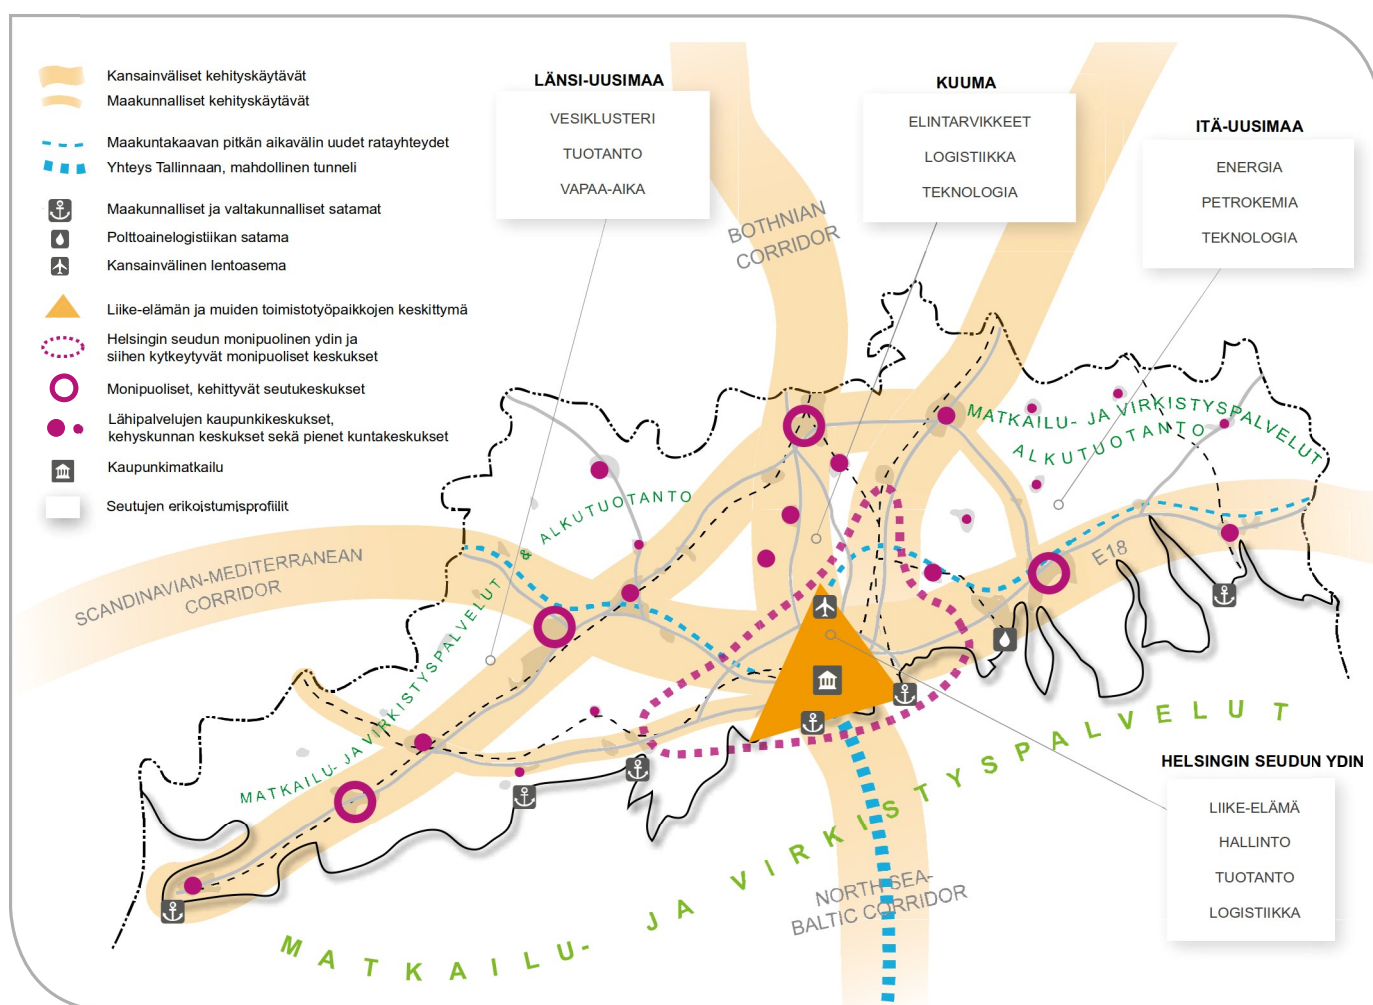 Kansainväliset kehityskäytävät
Maakunnalliset kehityskäytävät
Maakuntakaavan pitkän aikavälin uudet ratayhteydet
Yhteys Tallinnaan, mahdollinen tunneli
Maakunnalliset ja valtakunnalliset satamat
Polttoainelogistiikan satama
Kansainvälinen lentoasema
Liike-elämän ja muiden toimistotyöpaikkojen keskittymä
Helsingin seudun monipuolinen ydin ja
siihen kytkeytyvät monipuoliset keskukset
Monipuoliset, kehittyvät seutukeskukset
Lähipalvelujen kaupunkikeskukset,
kehyskunnan keskukset sekä pienet kuntakeskukset
Kaupunkimatkailu
Seutujen erikoistumisprofiilit
LÄNSI-UUSIMAA
VESIKLUSTERI
TUOTANTO
VAPAA-AIKA
KUUMA
ELINTARVIKKEET
LOGISTIIKKA
TEKNOLOGIA
ITÄ-UUSIMAA
ENERGIA
PETROKEMIA
TEKNOLOGIA
BOTHNIAN
CORRIDOR
MATKAILU- JA VIRKISTYSPALVELUT
ALKUTUOTANTO
SCANDINAVIAN-MEDITERRANEAN
CORRIDOR
MATKAILU- JA VIRKISTYSPALVELUT & ALKUTUOTANTO
E18
HELSINGIN SEUDUN YDIN
LIIKE-ELÄMÄ
HALLINTO
TUOTANTO
LOGISTIIKKA
NORTH SEA-
BALTIC CORRIDOR
MATKAILU- JA VIRKISTYSPALVELUT